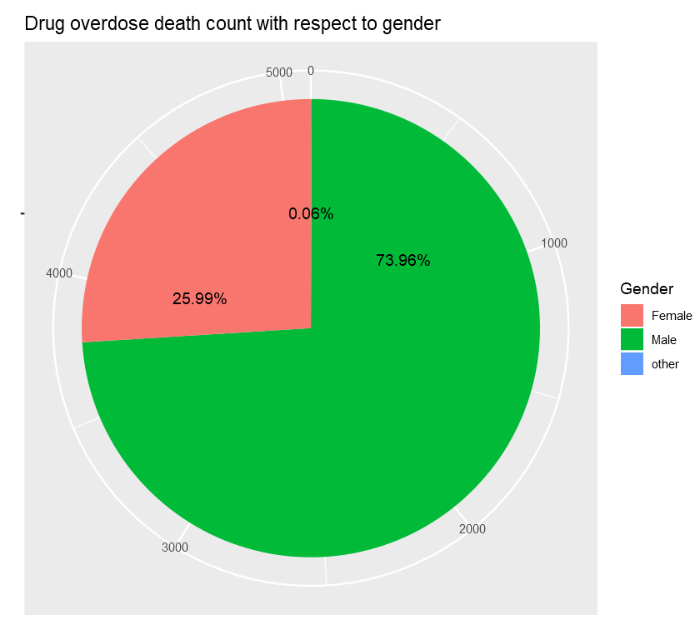 Drug overdose death count with respect to gender
5000 0
0.06%
1000
73.96%
4000
25.99%
Gender
Female
Male
other
2000
3000